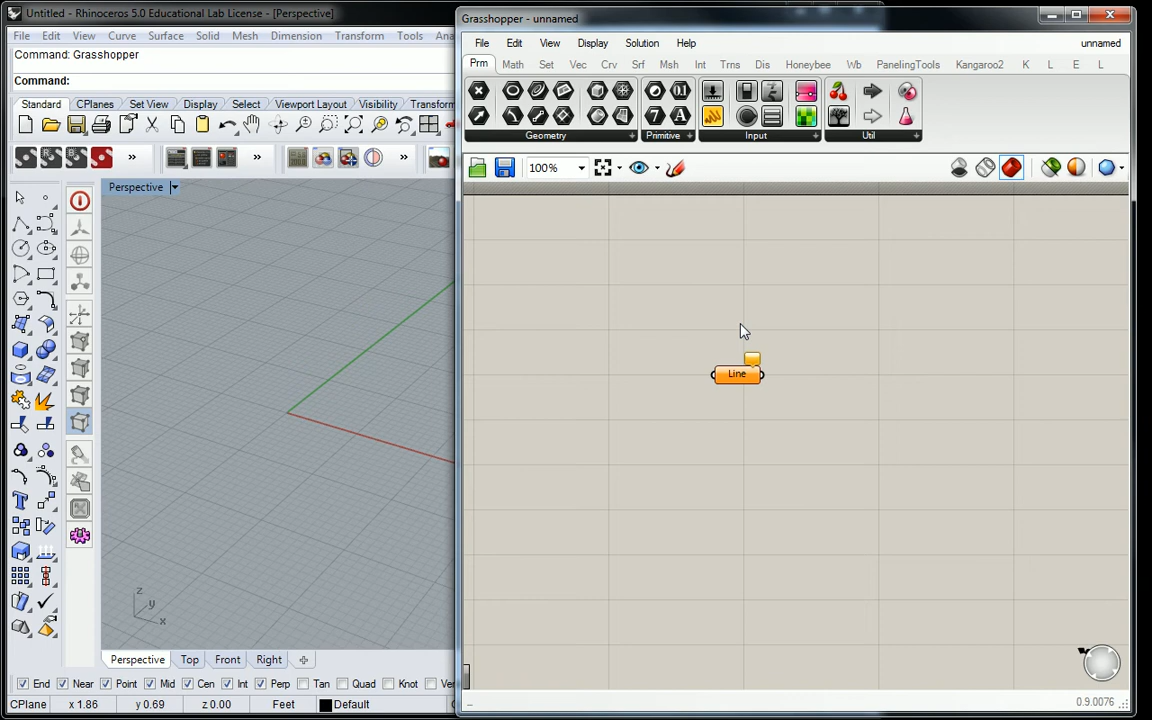 Untitled - Rhinoceros 5.0 Educational Lab License - [Perspective]
File Edit View Curve Surface Solid Mesh Dimension Transform Tools
Command: Grasshopper
Command:
Standard CPlanes Set View Display Select Viewport Layout Visibility Transform
Perspective
z
y
x
Perspective Top Front Right
End Near Point Mid Cen Int Perp Tan Quad Knot
CPlane x 1.86 y 0.69 z 0.00 Feet Default
Grasshopper - unnamed
File Edit View Display Solution Help unnamed
Prm Math Set Vec Crv Srf Msh Int Trns Dis Honeybee Wb PanelingTools Kangaroo2 K L E L
Geometry Primitive Input Util
100%
Line
0.9.0076